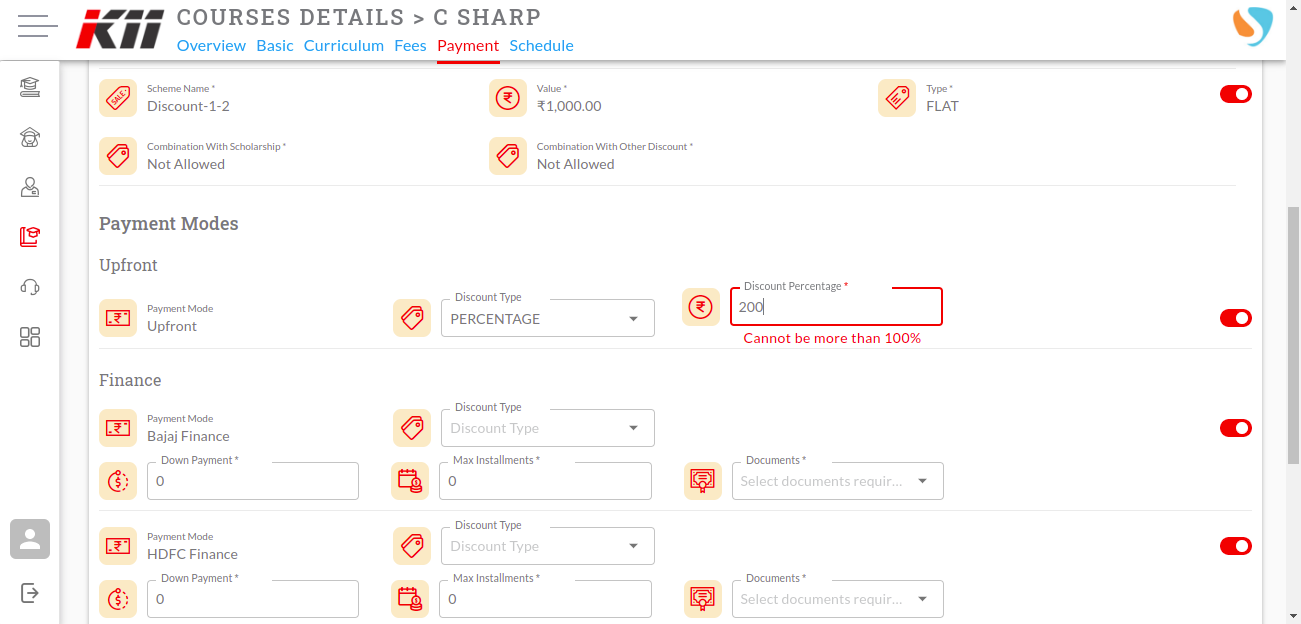 KII
COURSES DETAILS > C SHARP
Overview Basic Curriculum Fees Payment Schedule
SALE
Scheme Name *
Discount-1-2
Value *
₹1,000.00
Type *
FLAT
Combination With Scholarship *
Not Allowed
Combination With Other Discount *
Not Allowed
Payment Modes
Upfront
Payment Mode
Upfront
Discount Type
PERCENTAGE
Discount Percentage *
200
Cannot be more than 100%
Finance
Payment Mode
Bajaj Finance
Discount Type
Discount Type
Down Payment *
0
Max Installments *
0
Documents *
Select documents requir...
Payment Mode
HDFC Finance
Discount Type
Discount Type
Down Payment *
0
Max Installments *
0
Documents *
Select documents requir...